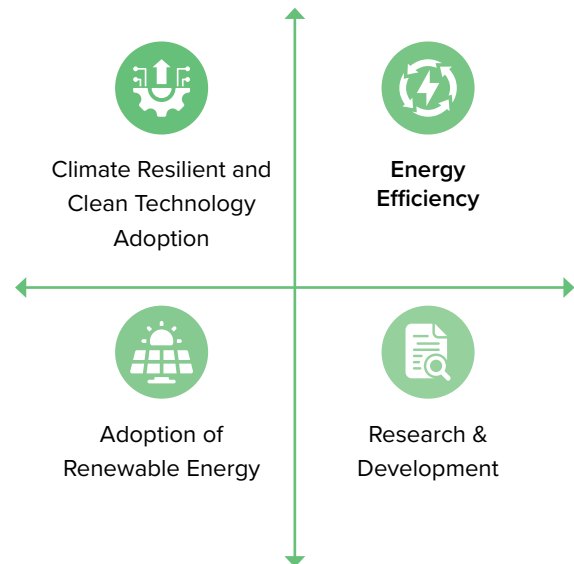 Climate Resilient and
Clean Technology
Adoption
Energy
Efficiency
Adoption of
Renewable Energy
Research &
Development